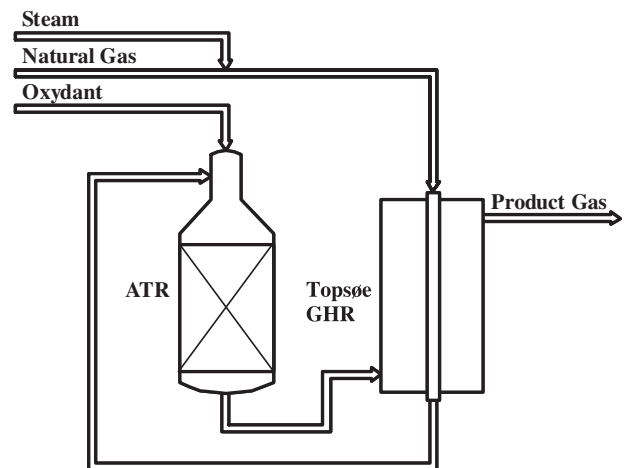 Steam
Natural Gas
Oxydant
Product Gas
ATR
Topsøe
GHR